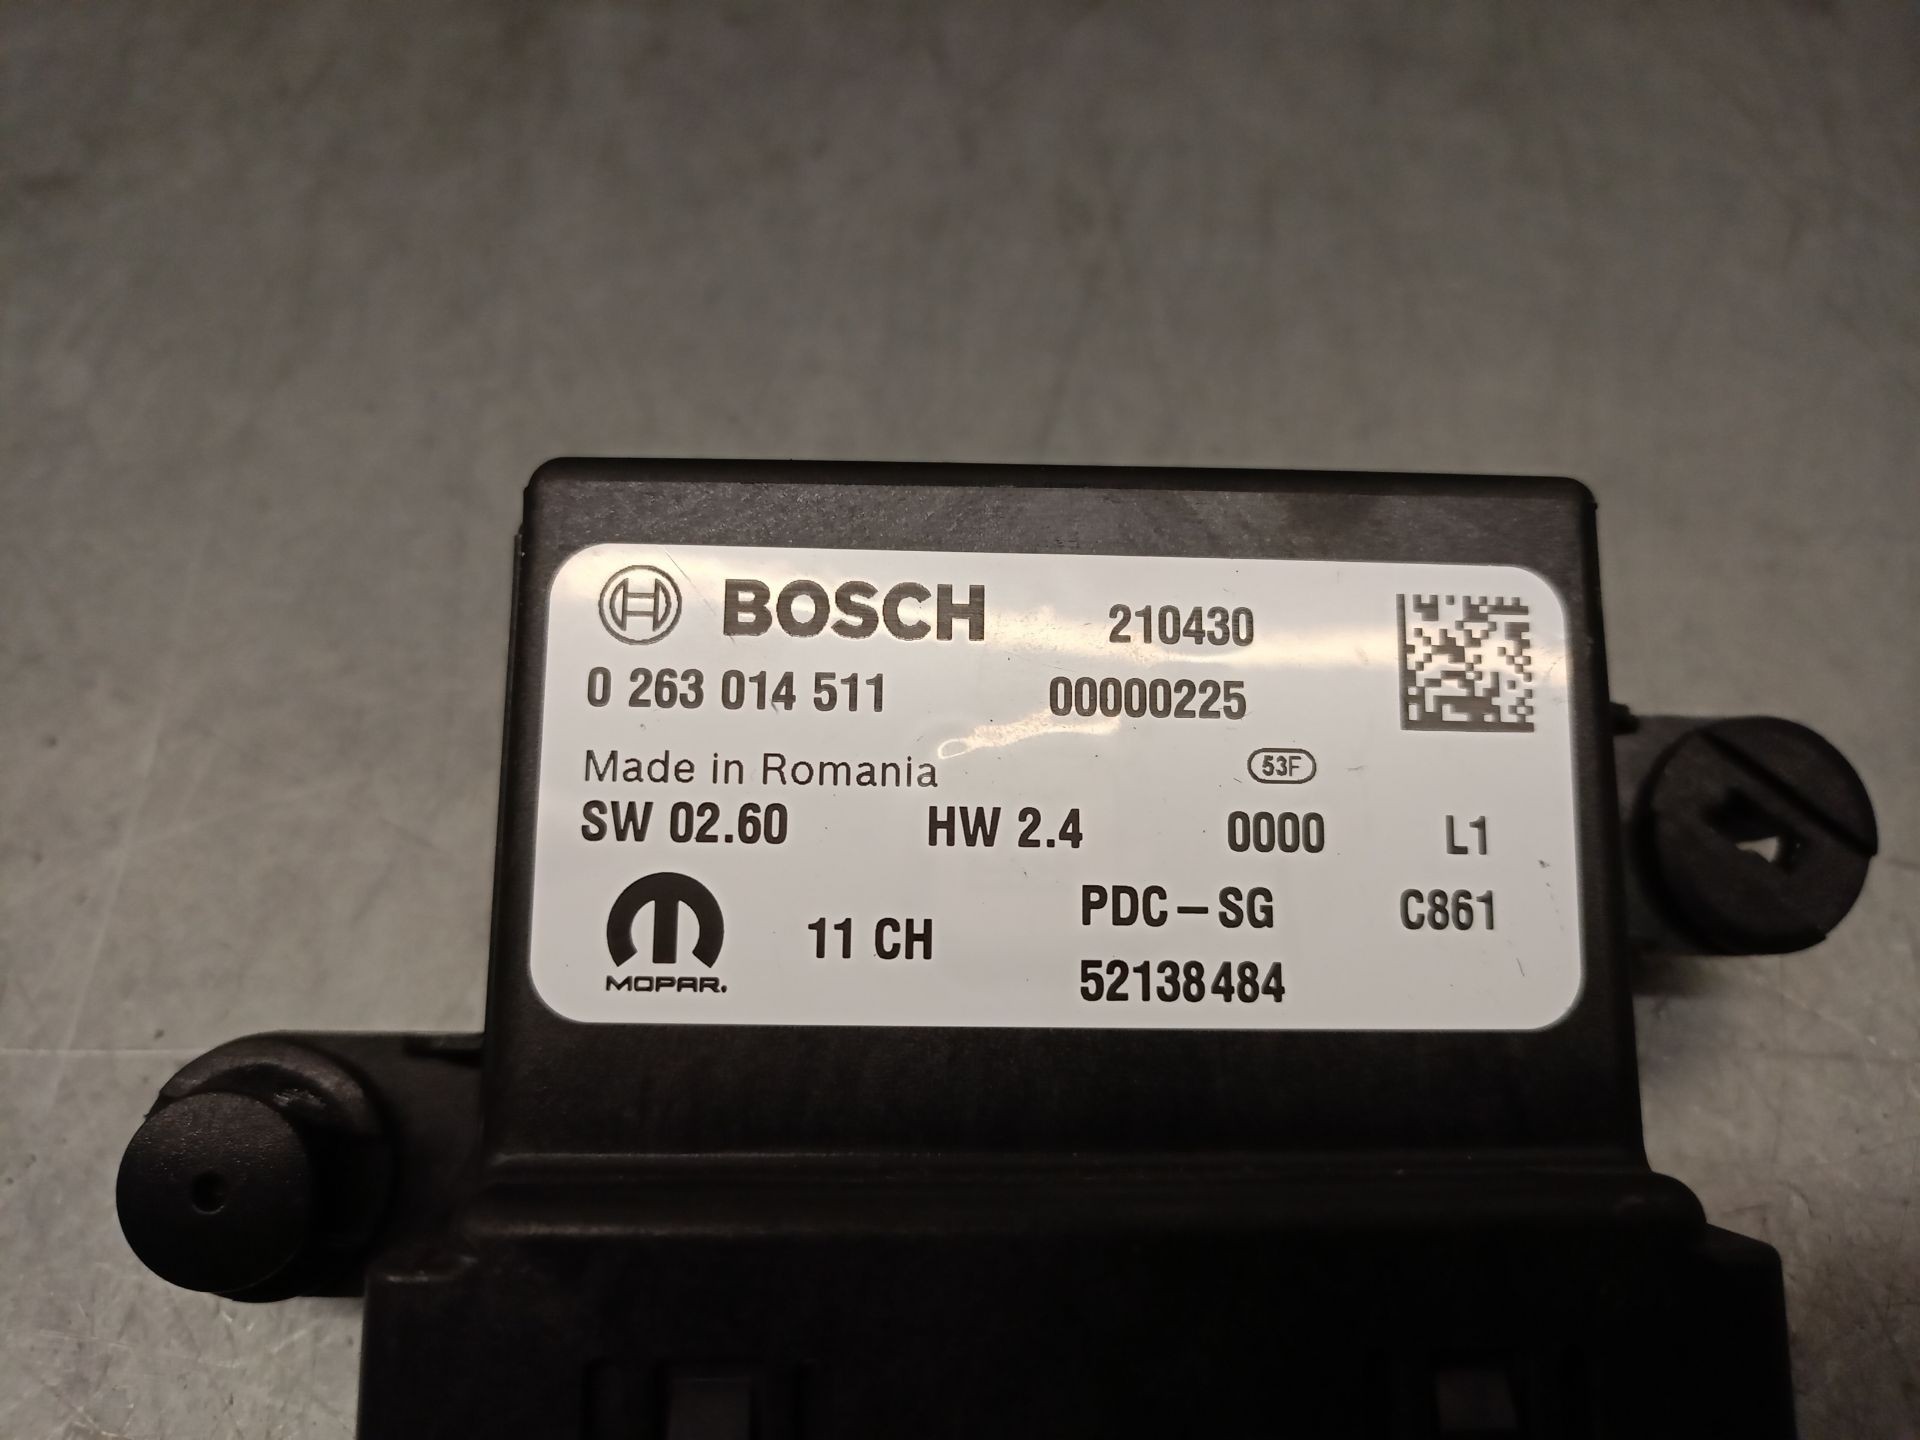 BOSCH 210430
0 263 014 511 00000225
Made in Romania 53F
SW 02.60 HW 2.4 0000 L1
11 CH PDC-SG C861
MOPAR. 52138484